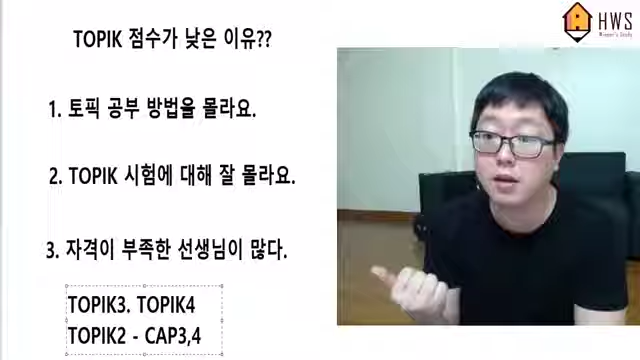 TOPIK 점수가 낮은 이유??
HWS
Winner's Study
1. 토픽 공부 방법을 몰라요.
2. TOPIK 시험에 대해 잘 몰라요.
3. 자격이 부족한 선생님이 많다.
TOPIK3. TOPIK4
TOPIK2 - CAP3,4